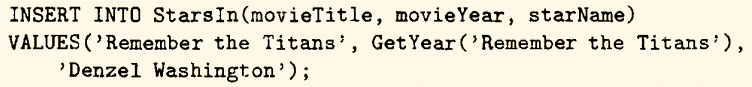 INSERT INTO StarsIn(movieTitle, movieYear, starName)
VALUES('Remember the Titans', GetYear('Remember the Titans'),
'Denzel Washington');